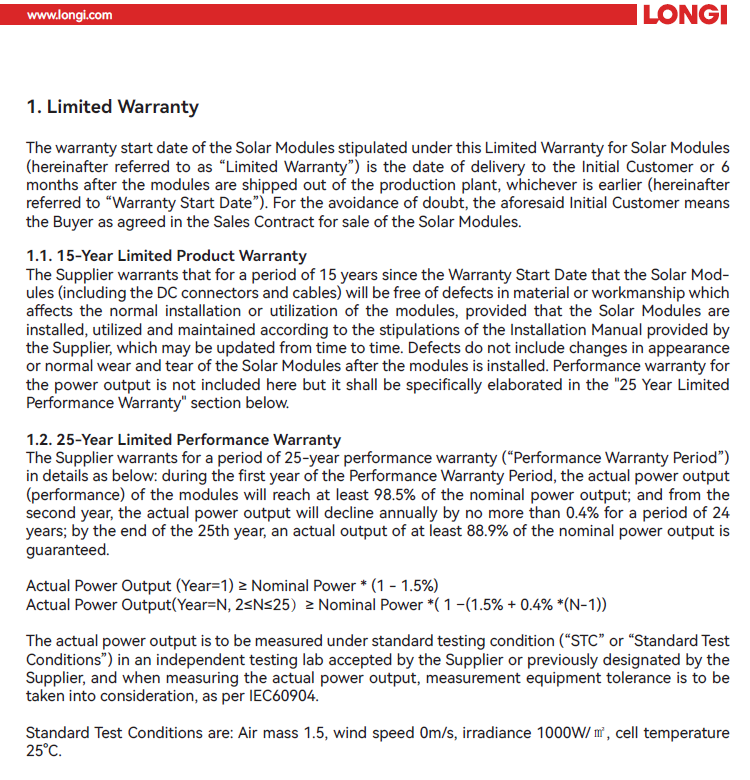 www.longi.com
LONGI
1. Limited Warranty
The warranty start date of the Solar Modules stipulated under this Limited Warranty for Solar Modules
(hereinafter referred to as “Limited Warranty”) is the date of delivery to the Initial Customer or 6
months after the modules are shipped out of the production plant, whichever is earlier (hereinafter
referred to “Warranty Start Date”). For the avoidance of doubt, the aforesaid Initial Customer means
the Buyer as agreed in the Sales Contract for sale of the Solar Modules.
1.1. 15-Year Limited Product Warranty
The Supplier warrants that for a period of 15 years since the Warranty Start Date that the Solar Mod-
ules (including the DC connectors and cables) will be free of defects in material or workmanship which
affects the normal installation or utilization of the modules, provided that the Solar Modules are
installed, utilized and maintained according to the stipulations of the Installation Manual provided by
the Supplier, which may be updated from time to time. Defects do not include changes in appearance
or normal wear and tear of the Solar Modules after the modules is installed. Performance warranty for
the power output is not included here but it shall be specifically elaborated in the "25 Year Limited
Performance Warranty" section below.
1.2. 25-Year Limited Performance Warranty
The Supplier warrants for a period of 25-year performance warranty (“Performance Warranty Period”)
in details as below: during the first year of the Performance Warranty Period, the actual power output
(performance) of the modules will reach at least 98.5% of the nominal power output; and from the
second year, the actual power output will decline annually by no more than 0.4% for a period of 24
years; by the end of the 25th year, an actual output of at least 88.9% of the nominal power output is
guaranteed.
Actual Power Output (Year=1) ≥ Nominal Power * (1 - 1.5%)
Actual Power Output(Year=N, 2≤N≤25） ≥ Nominal Power *( 1 −(1.5% + 0.4% *(N-1))
The actual power output is to be measured under standard testing condition (“STC” or “Standard Test
Conditions”) in an independent testing lab accepted by the Supplier or previously designated by the
Supplier, and when measuring the actual power output, measurement equipment tolerance is to be
taken into consideration, as per IEC60904.
Standard Test Conditions are: Air mass 1.5, wind speed 0m/s, irradiance 1000W/㎡, cell temperature
25℃.